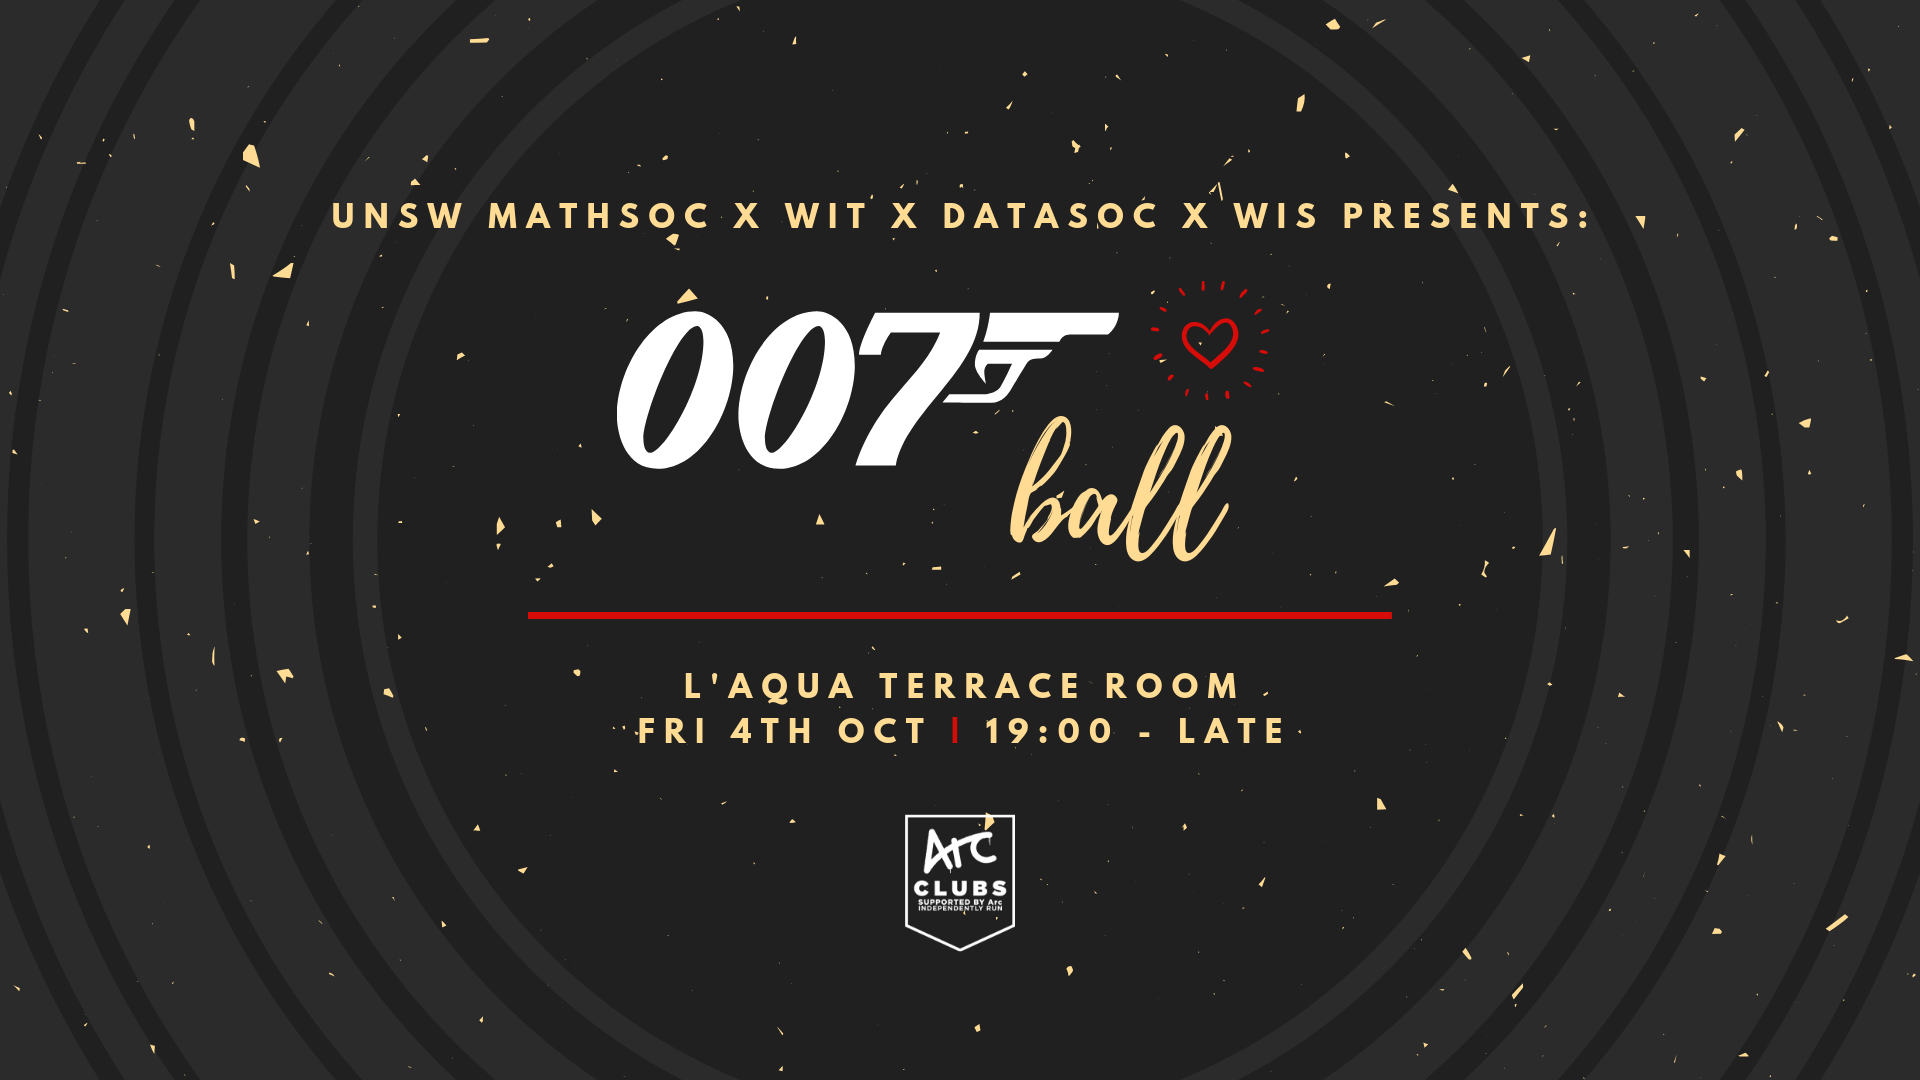 UNSW MATHSOC X WIT X DATASOC X WIS PRESENTS:
007
ball
L'AQUA TERRACE ROOM
FRI 4TH OCT | 19:00 - LATE
Arc
CLUBS
SUPPORTED BY Arc
INDEPENDENTLY RUN